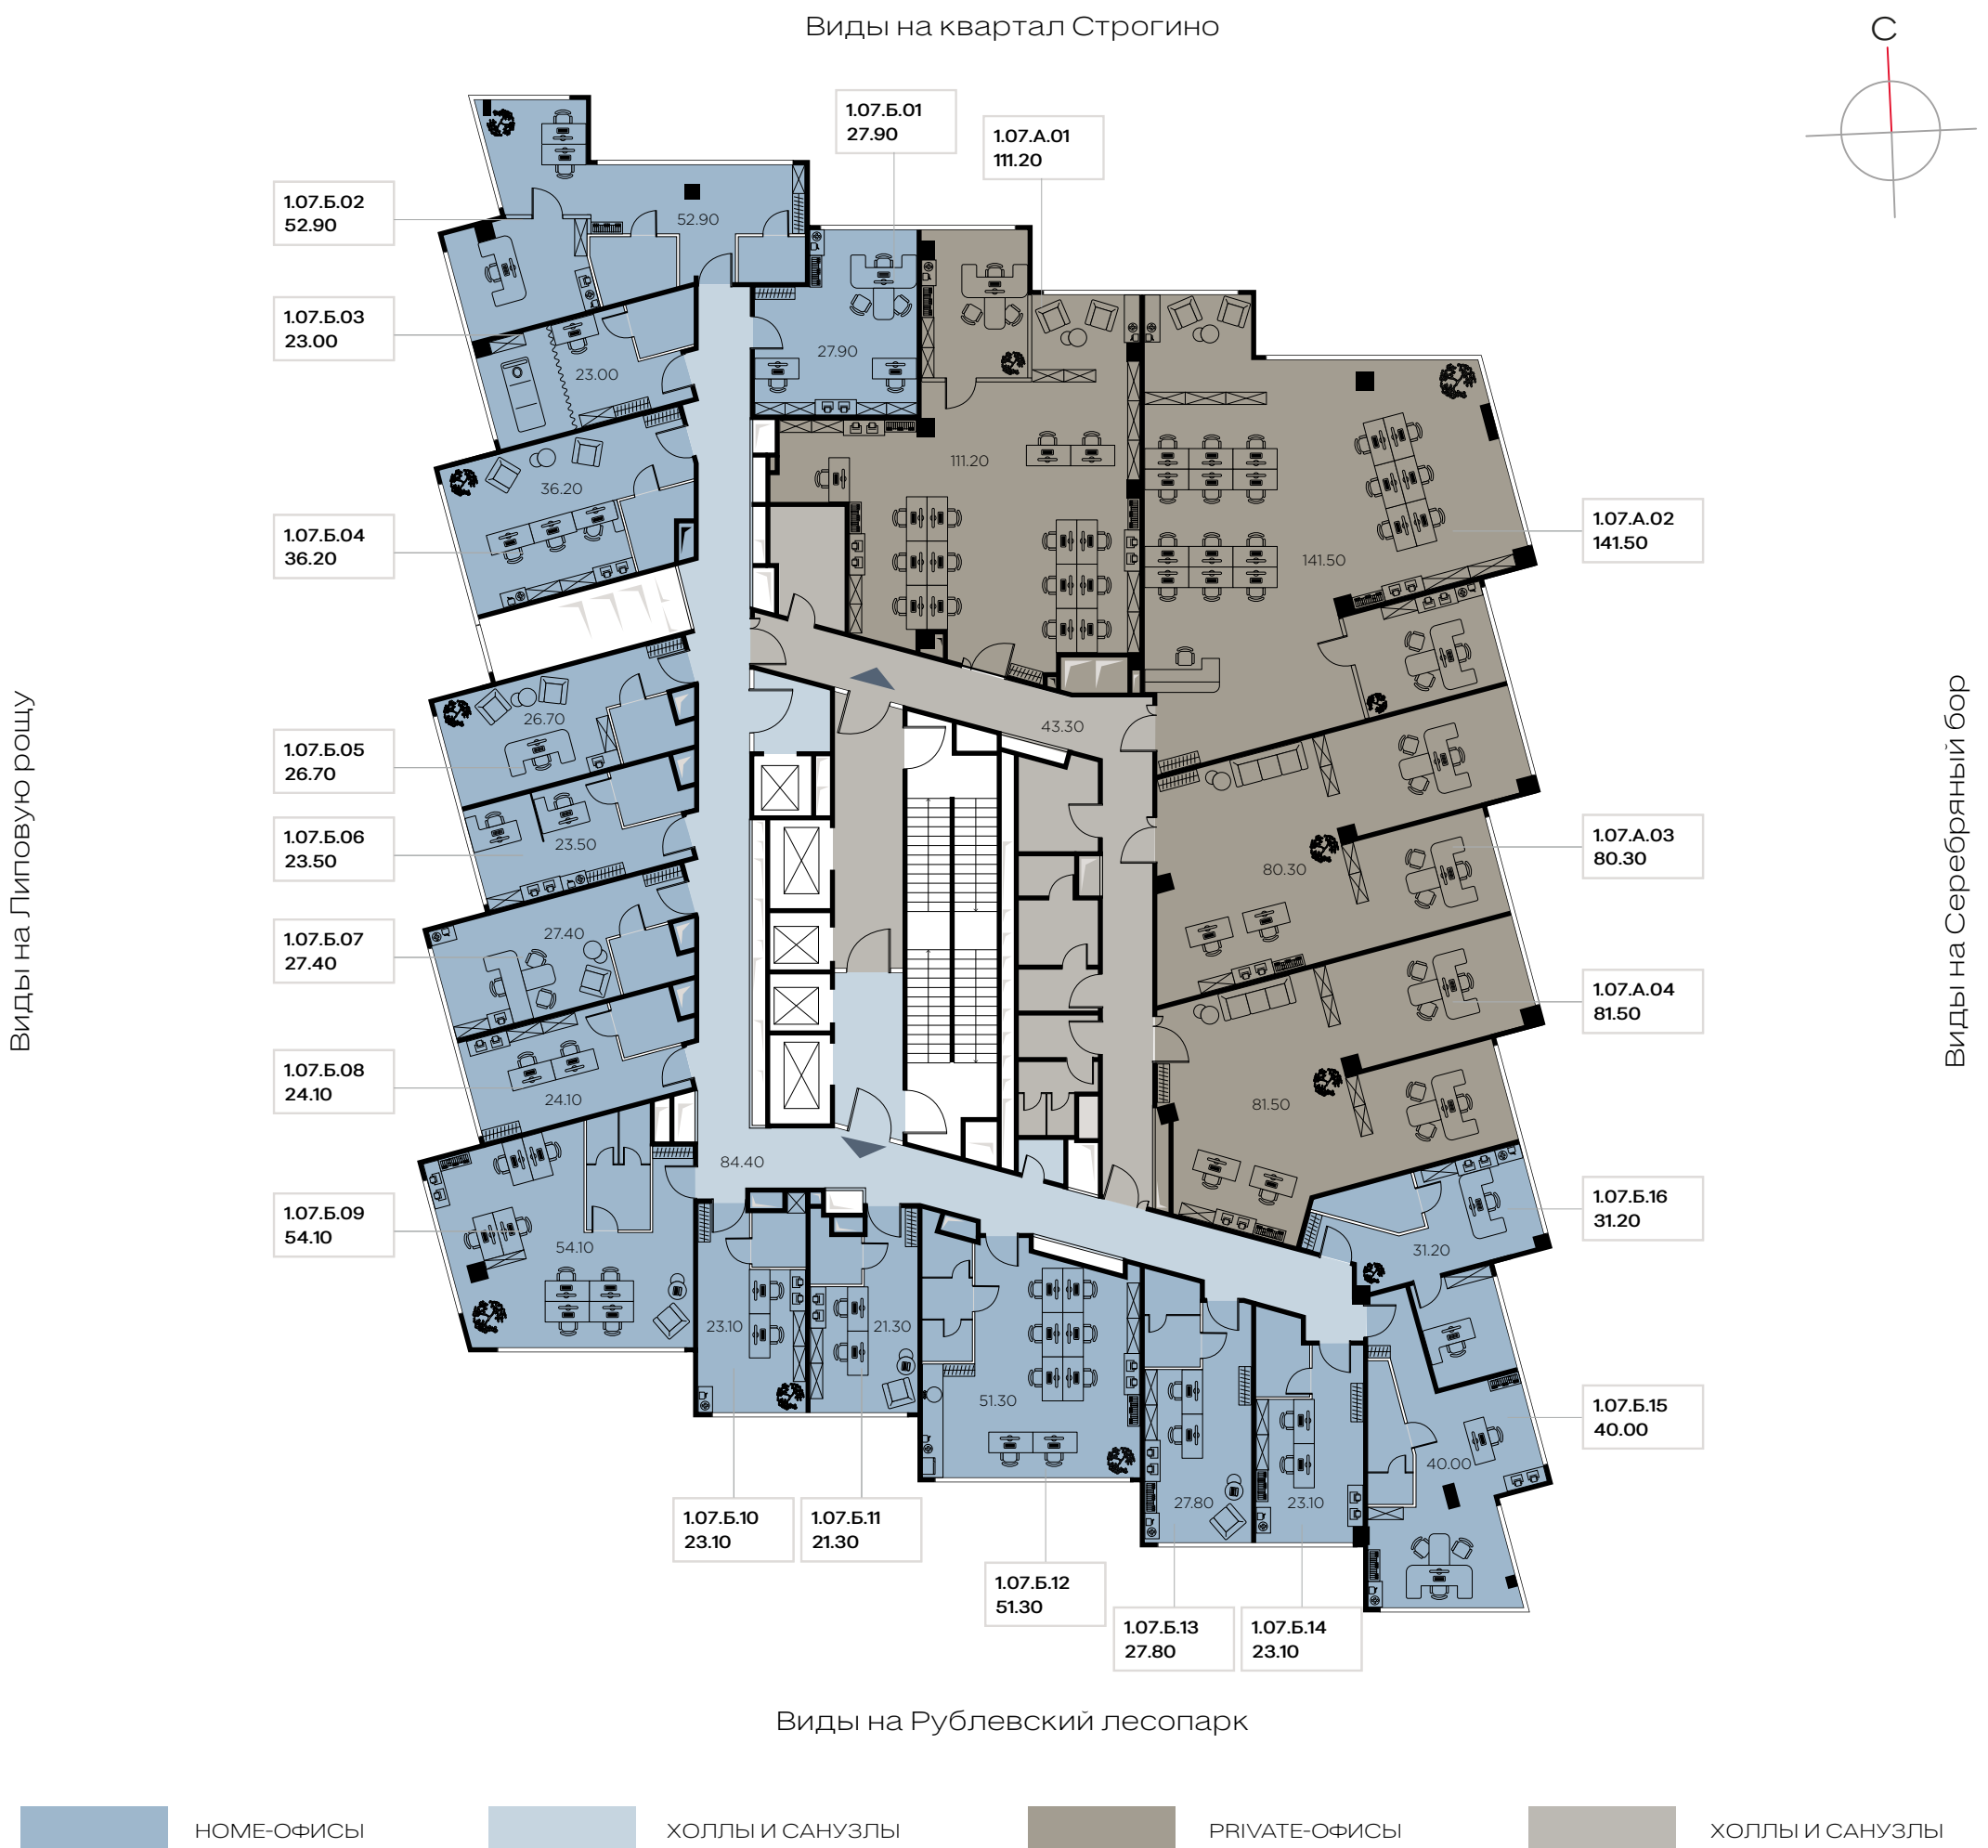 Виды на квартал Строгино
С
1.07.Б.01
27.90
1.07.А.01
111.20
1.07.Б.02
52.90
52.90
1.07.Б.03
23.00
27.90
23.00
111.20
36.20
1.07.Б.04
36.20
1.07.А.02
141.50
141.50
Виды на Липовую рощу
Виды на Серебряный бор
26.70
43.30
1.07.Б.05
26.70
1.07.Б.06
23.50
23.50
1.07.А.03
80.30
80.30
1.07.Б.07
27.40
27.40
1.07.А.04
81.50
1.07.Б.08
24.10
24.10
81.50
84.40
1.07.Б.09
54.10
54.10
1.07.Б.16
31.20
31.20
23.10
21.30
51.30
1.07.Б.15
40.00
40.00
27.80
23.10
1.07.Б.10
23.10
1.07.Б.11
21.30
1.07.Б.12
51.30
1.07.Б.13
27.80
1.07.Б.14
23.10
Виды на Рублевский лесопарк
HOME-ОФИСЫ
ХОЛЛЫ И САНУЗЛЫ
PRIVATE-ОФИСЫ
ХОЛЛЫ И САНУЗЛЫ